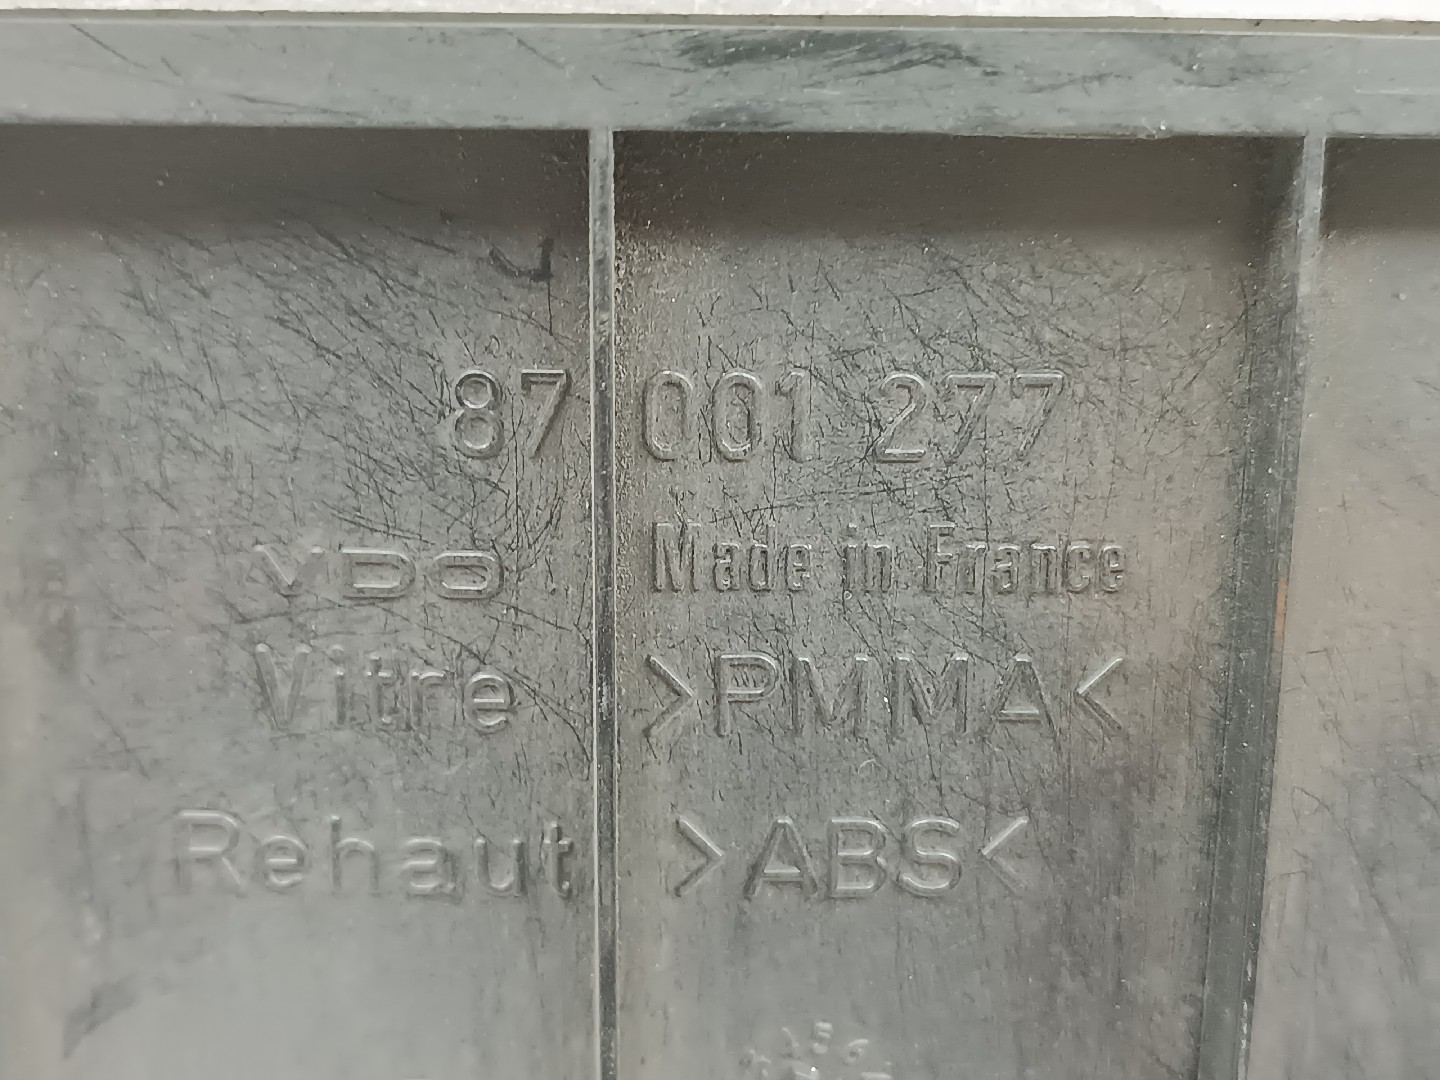 87 001 277
VDO Made in France
Vitre >PMMA<
Rehaut >ABS<